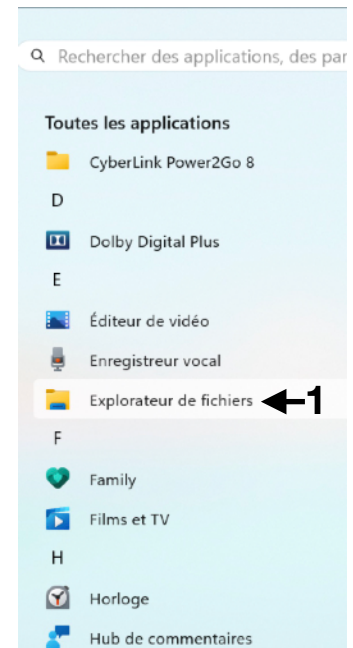 Rechercher des applications, des par
Toutes les applications
CyberLink Power2Go 8
D
Dolby Digital Plus
E
Éditeur de vidéo
Enregistreur vocal
Explorateur de fichiers 1
F
Family
Films et TV
H
Horloge
Hub de commentaires